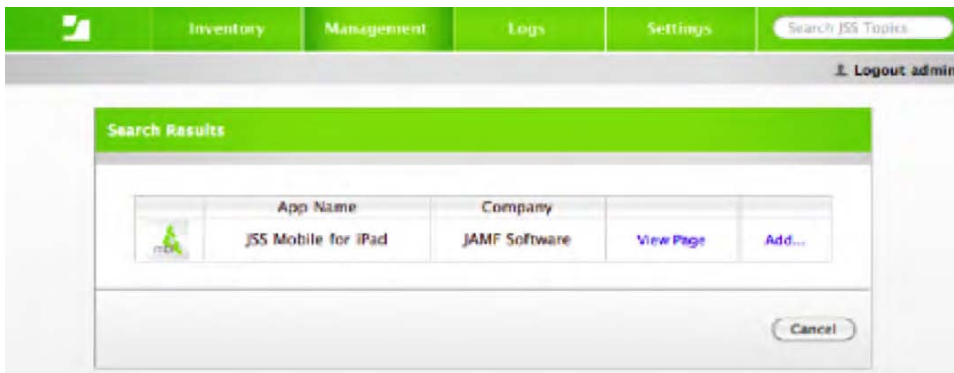 Inventory Management Logs Settings Search JSS Topics
Logout admin
Search Results
App Name Company
JSS Mobile for iPad JAMF Software View Page Add...
Cancel